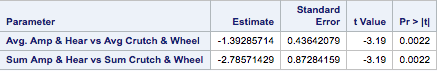 Parameter Estimate Standard Error t Value Pr > |t|
Avg. Amp & Hear vs Avg Crutch & Wheel -1.39285714 0.43642079 -3.19 0.0022
Sum Amp & Hear vs Sum Crutch & Wheel -2.78571429 0.87284159 -3.19 0.0022